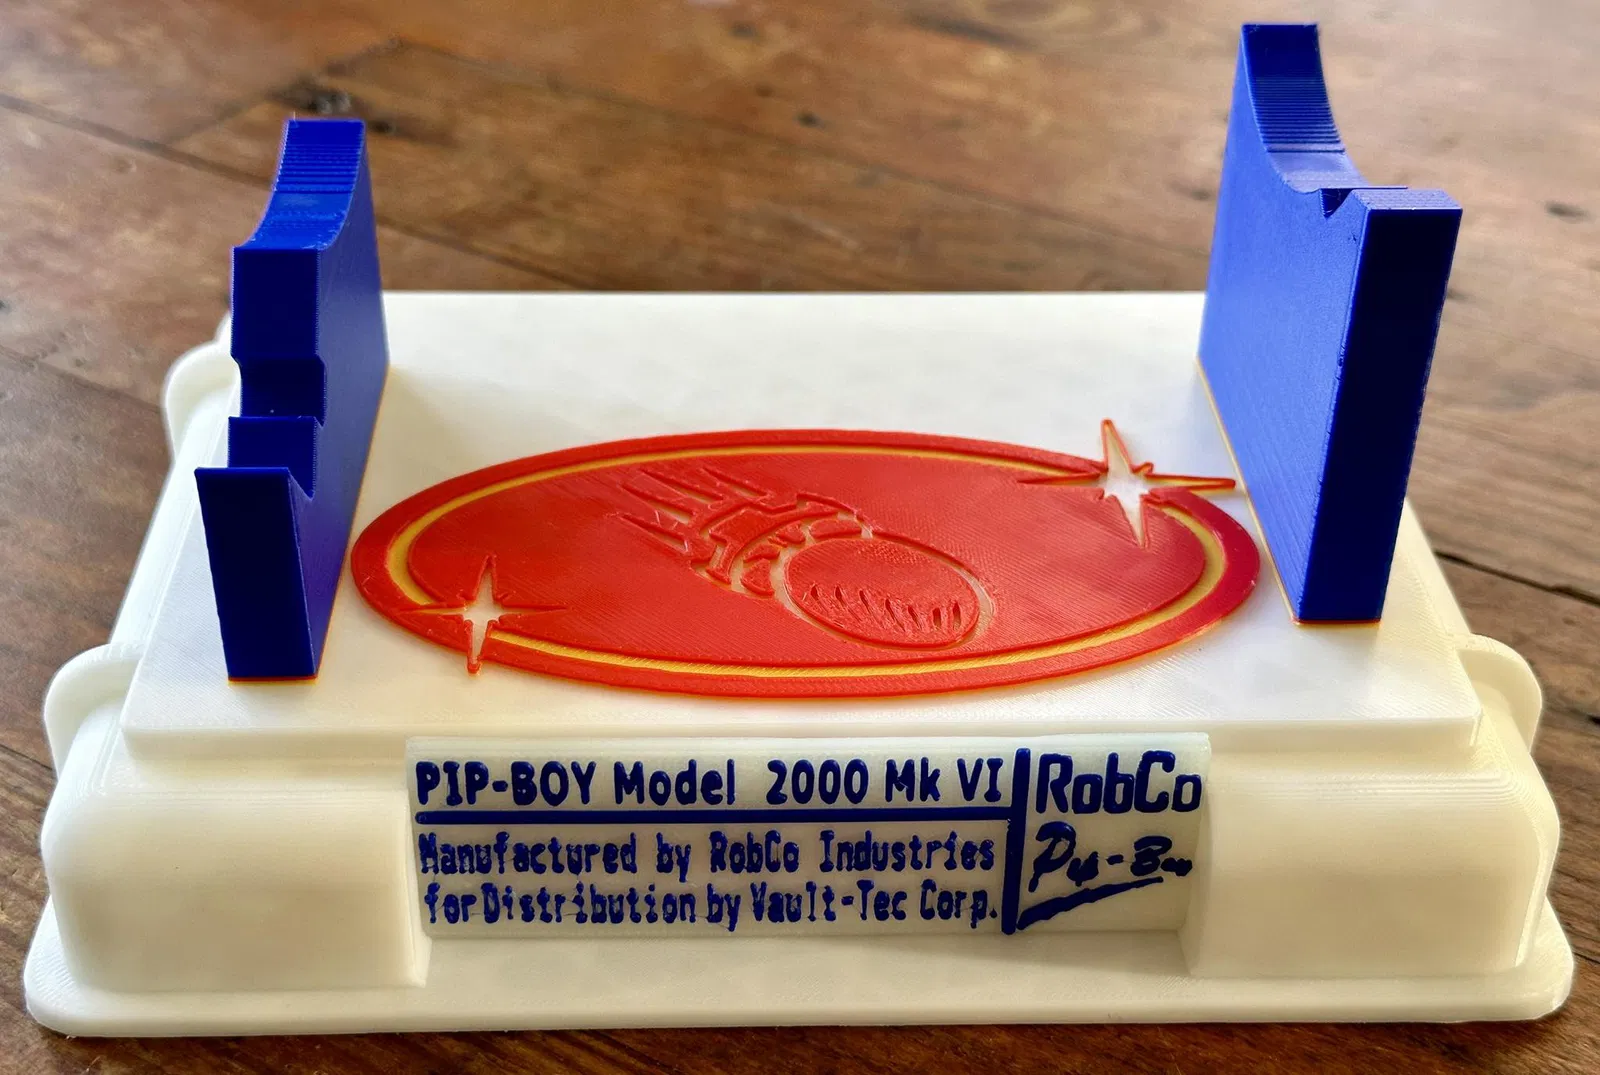 PIP-BOY Model 2000 Mk VI
Manufactured by RobCo Industries
for Distribution by Vault-Tec Corp.
RobCo